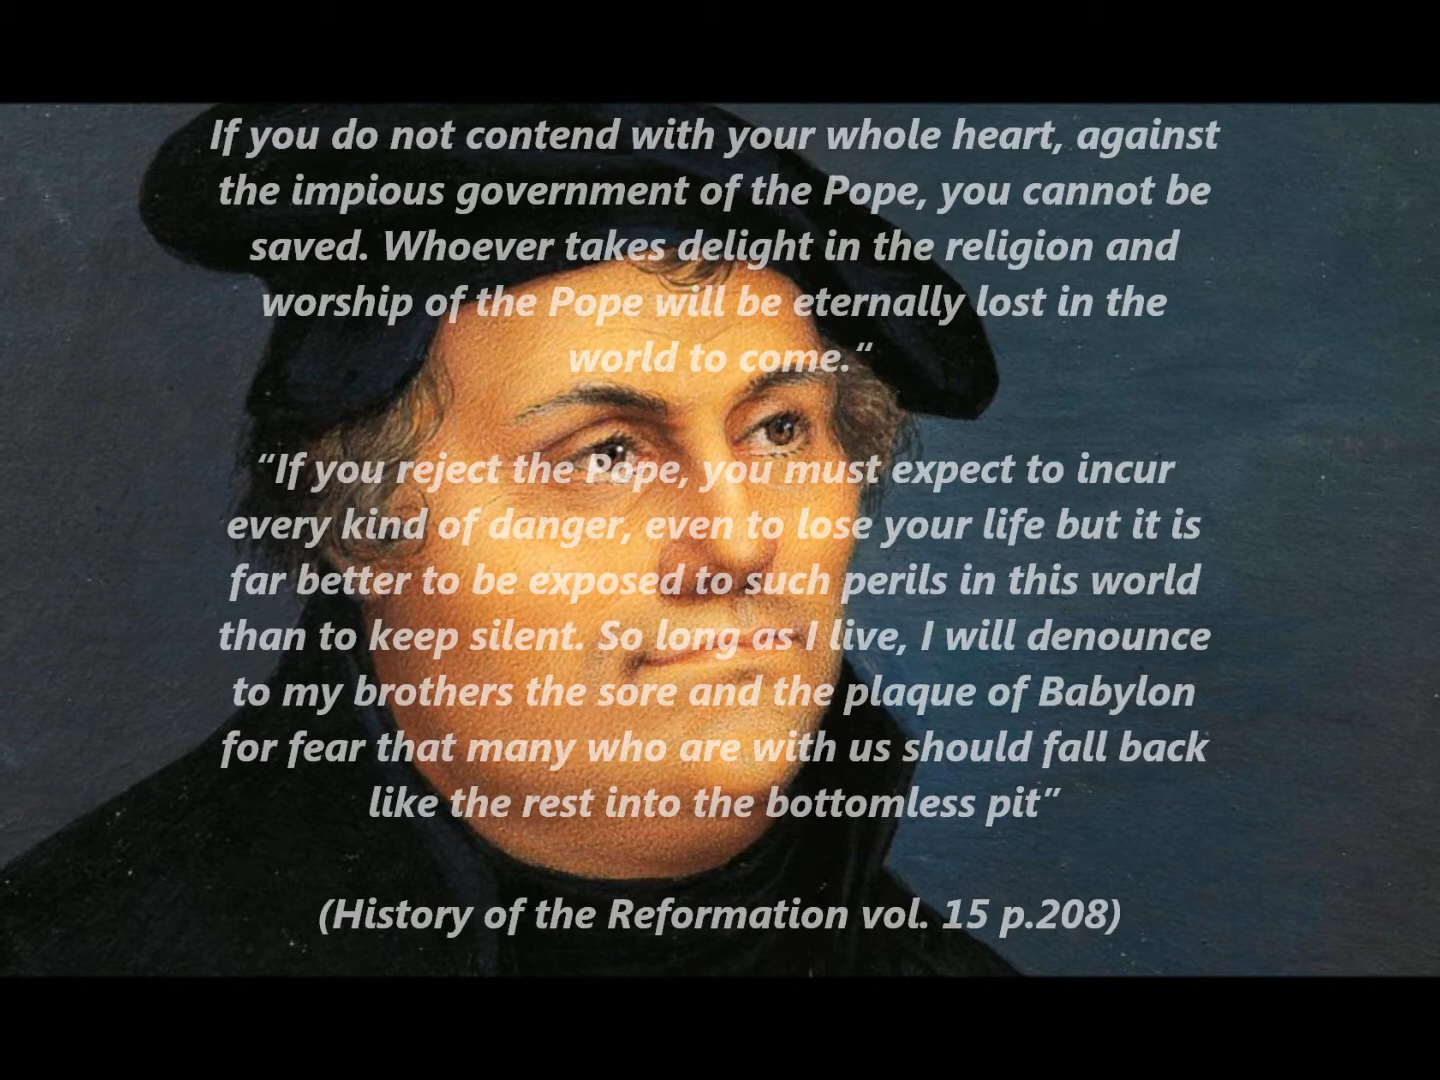 If you do not contend with your whole heart, against
the impious government of the Pope, you cannot be
saved. Whoever takes delight in the religion and
worship of the Pope will be eternally lost in the
world to come.“
“If you reject the Pope, you must expect to incur
every kind of danger, even to lose your life but it is
far better to be exposed to such perils in this world
than to keep silent. So long as I live, I will denounce
to my brothers the sore and the plaque of Babylon
for fear that many who are with us should fall back
like the rest into the bottomless pit”
(History of the Reformation vol. 15 p.208)